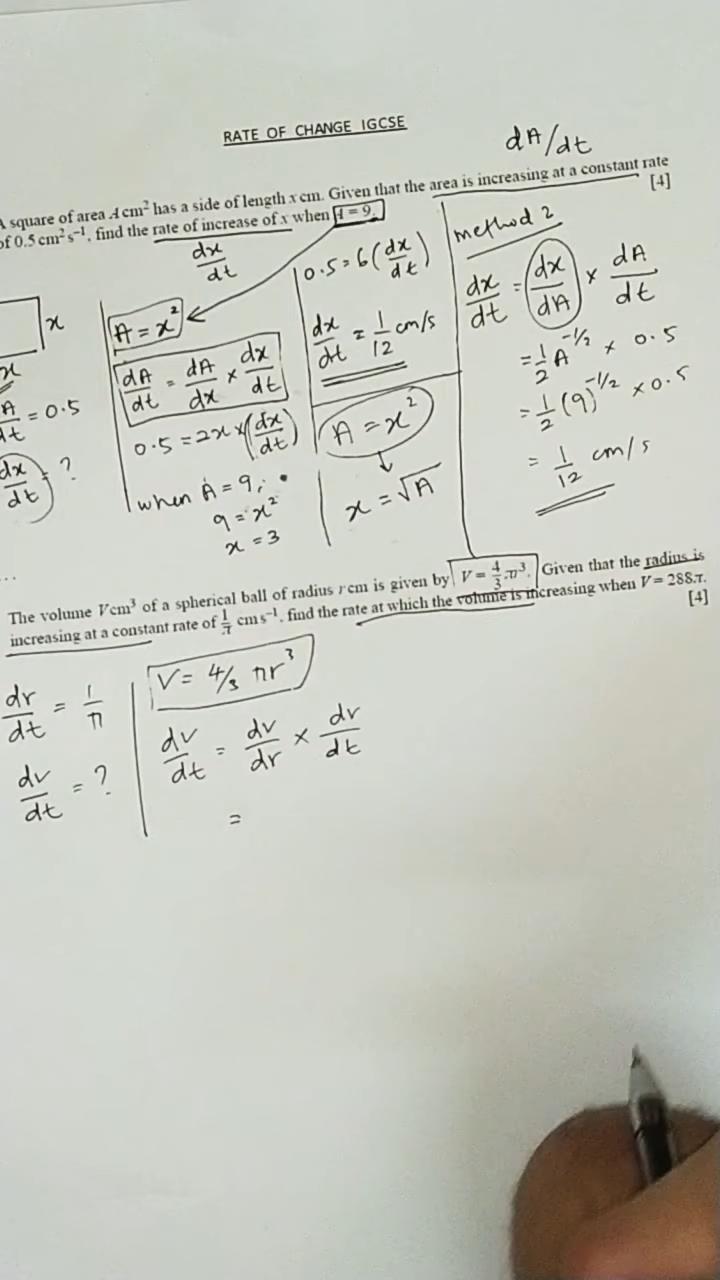 RATE OF CHANGE IGCSE
dA/dt
A square of area A cm² has a side of length x cm. Given that the area is increasing at a constant rate
of 0.5 cm² s⁻¹, find the rate of increase of x when A = 9.
[4]
dx/dt
x
x
A/dt = 0.5
dx/dt = ?
A = x²
dA/dt = dA/dx × dx/dt
0.5 = 2x × (dx/dt)
when A = 9,
9 = x²
x = 3
0.5 = 6 (dx/dt)
dx/dt = 1/12 cm/s
A = x²
x = √A
method 2
dx/dt = dx/dA × dA/dt
= 1/2 A^-1/2 × 0.5
= 1/2 (9)^-1/2 × 0.5
= 1/12 cm/s
...
The volume V cm³ of a spherical ball of radius r cm is given by V = 4/3 πr³. Given that the radius is
increasing at a constant rate of 1/π cm s⁻¹, find the rate at which the volume is increasing when V = 288π.
[4]
dr/dt = 1/π
dv/dt = ?
V = 4/3 πr³
dv/dt = dv/dr × dr/dt
=